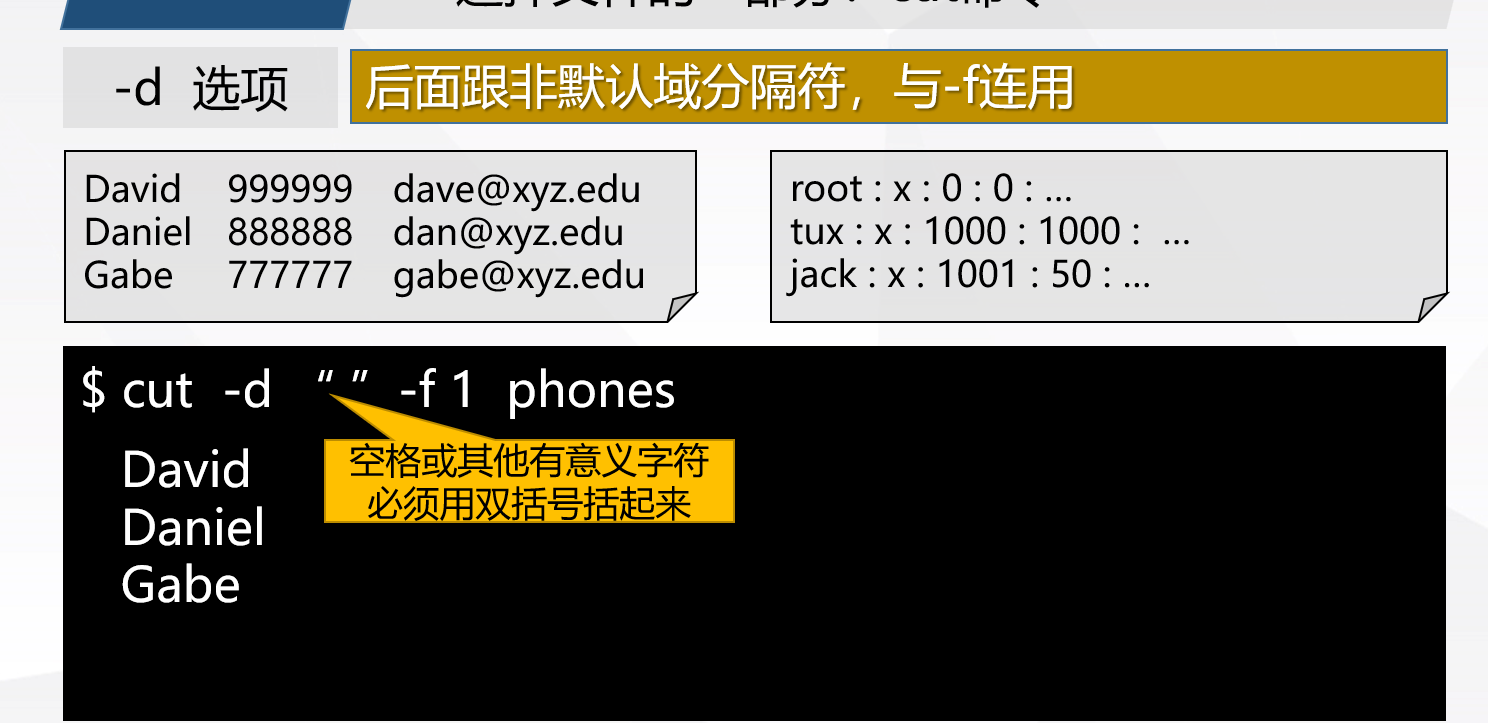 -d 选项
后面跟非默认域分隔符，与-f连用
David 999999 dave@xyz.edu
Daniel 888888 dan@xyz.edu
Gabe 777777 gabe@xyz.edu
root : x : 0 : 0 : ...
tux : x : 1000 : 1000 : ...
jack : x : 1001 : 50 : ...
$ cut -d “ ” -f 1 phones
空格或其他有意义字符
必须用双括号括起来
David
Daniel
Gabe